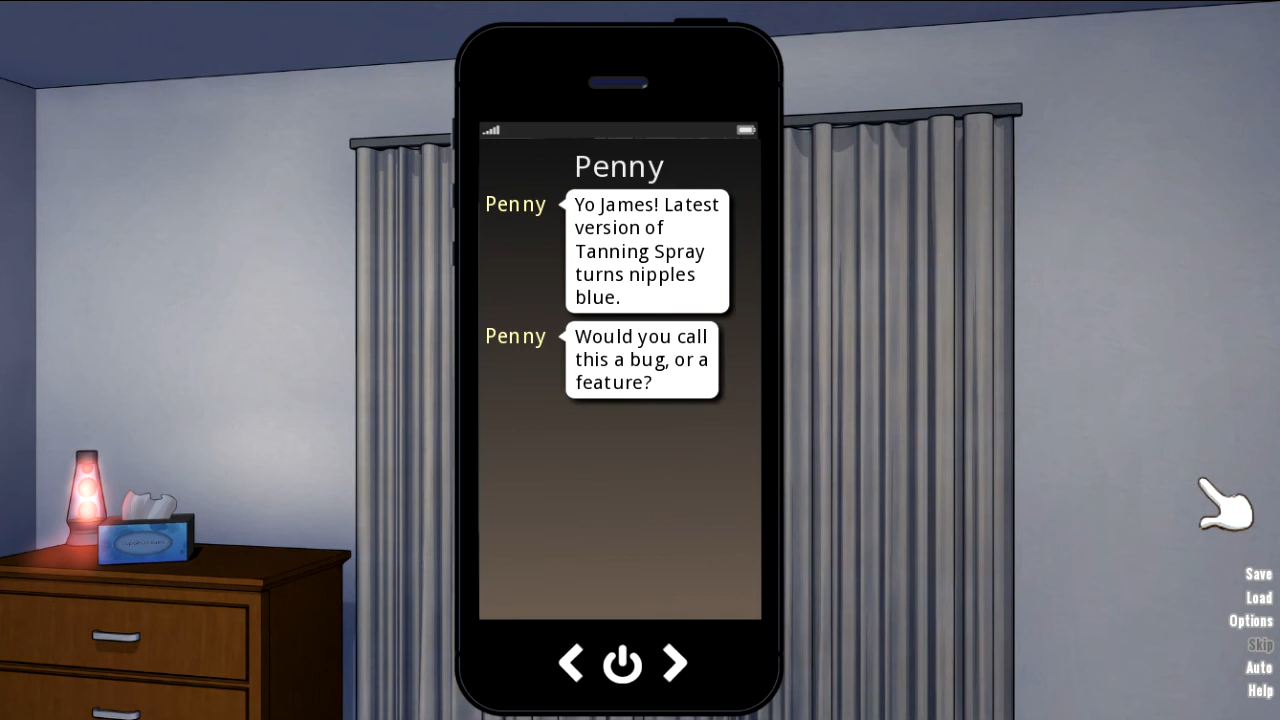 Penny
Penny
Yo James! Latest
version of
Tanning Spray
turns nipples
blue.
Penny
Would you call
this a bug, or a
feature?
Save
Load
Options
Skip
Auto
Help